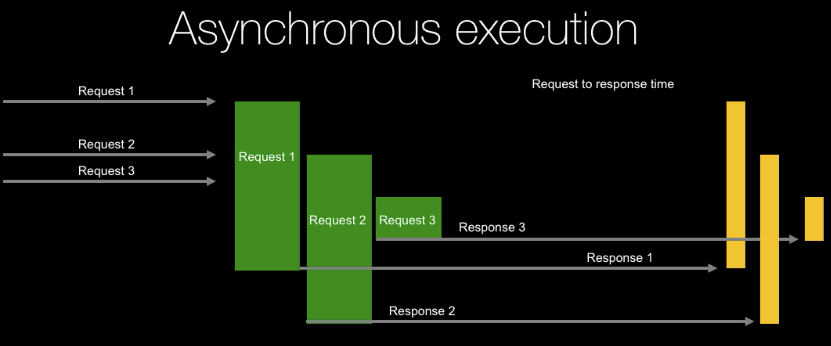 Asynchronous execution
Request to response time
Request 1
Request 2
Request 3
Request 1
Request 2
Request 3
Response 3
Response 1
Response 2